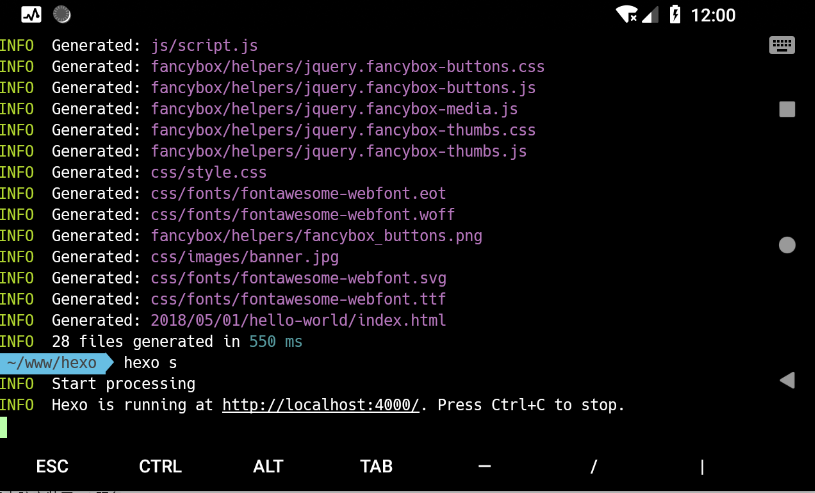 12:00
INFO Generated: js/script.js
INFO Generated: fancybox/helpers/jquery.fancybox-buttons.css
INFO Generated: fancybox/helpers/jquery.fancybox-buttons.js
INFO Generated: fancybox/helpers/jquery.fancybox-media.js
INFO Generated: fancybox/helpers/jquery.fancybox-thumbs.css
INFO Generated: fancybox/helpers/jquery.fancybox-thumbs.js
INFO Generated: css/style.css
INFO Generated: css/fonts/fontawesome-webfont.eot
INFO Generated: css/fonts/fontawesome-webfont.woff
INFO Generated: fancybox/helpers/fancybox_buttons.png
INFO Generated: css/images/banner.jpg
INFO Generated: css/fonts/fontawesome-webfont.svg
INFO Generated: css/fonts/fontawesome-webfont.ttf
INFO Generated: 2018/05/01/hello-world/index.html
INFO 28 files generated in 550 ms
~/www/hexo hexo s
INFO Start processing
INFO Hexo is running at http://localhost:4000/. Press Ctrl+C to stop.
ESC CTRL ALT TAB — / |